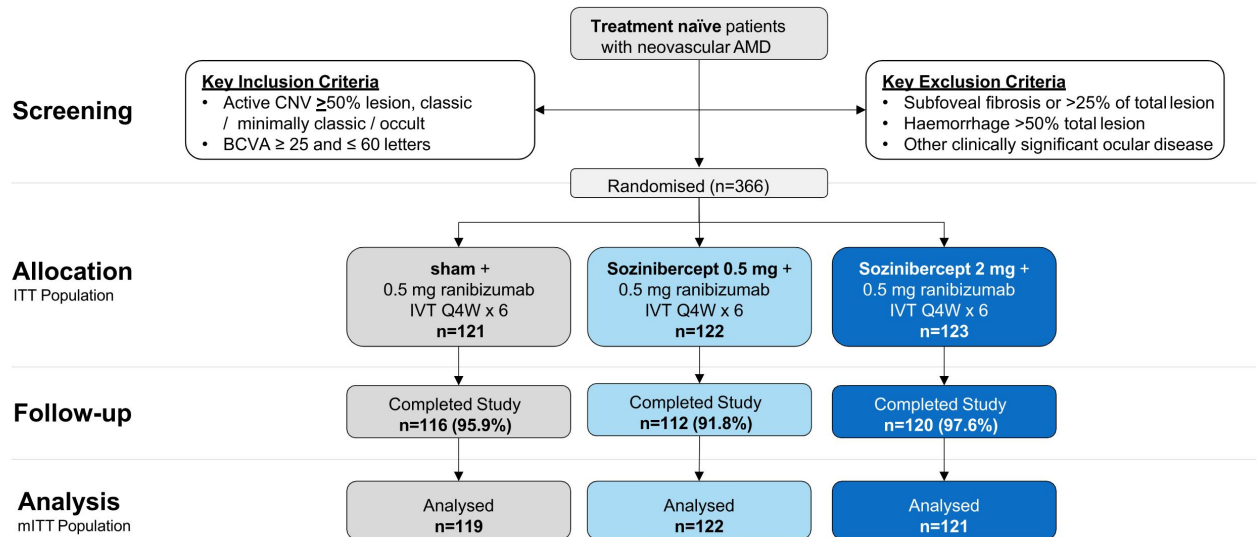 Treatment naïve patients
with neovascular AMD
Screening
Key Inclusion Criteria
• Active CNV ≥50% lesion, classic
/ minimally classic / occult
• BCVA ≥ 25 and ≤ 60 letters
Key Exclusion Criteria
• Subfoveal fibrosis or >25% of total lesion
• Haemorrhage >50% total lesion
• Other clinically significant ocular disease
Randomised (n=366)
Allocation
ITT Population
sham +
0.5 mg ranibizumab
IVT Q4W x 6
n=121
Sozinibercept 0.5 mg +
0.5 mg ranibizumab
IVT Q4W x 6
n=122
Sozinibercept 2 mg +
0.5 mg ranibizumab
IVT Q4W x 6
n=123
Follow-up
Completed Study
n=116 (95.9%)
Completed Study
n=112 (91.8%)
Completed Study
n=120 (97.6%)
Analysis
mITT Population
Analysed
n=119
Analysed
n=122
Analysed
n=121